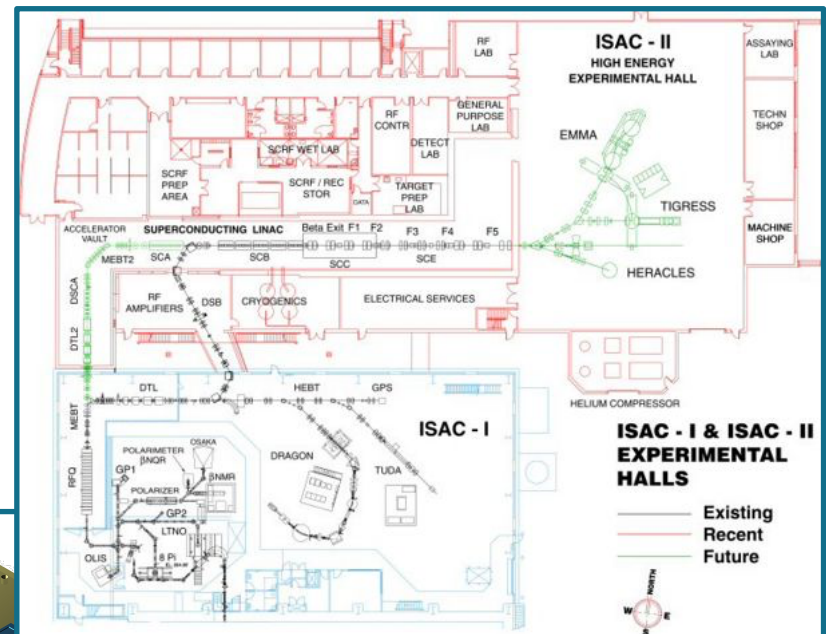 RF
LAB
ISAC - II
HIGH ENERGY
EXPERIMENTAL HALL
ASSAYING
LAB
RF
CONTR
GENERAL
PURPOSE
LAB
TECHN
SHOP
EMMA
SCRF WET LAB
DETECT
LAB
SCRF
PREP
AREA
SCRF / REC
STOR
DATA
TARGET
PREP LAB
TIGRESS
ACCELERATOR
VAULT
SUPERCONDUCTING LINAC
Beta Exit F1 F2 F3 F4 F5
MACHINE
SHOP
MEBT2
SCA
SCB
SCC
SCE
HERACLES
DSCA
RF
AMPLIFIERS
DSB
CRYOGENICS
ELECTRICAL SERVICES
DTL2
HELIUM COMPRESSOR
DTL
HEBT
GPS
MEBT
ISAC - I
ISAC - I & ISAC - II
EXPERIMENTAL
HALLS
OSAKA
POLARIMETER
βNQR
βNMR
DRAGON
TUDA
GP1
RFQ
POLARIZER
GP2
LTNO
OLIS
8 Pi
Existing
Recent
Future
NORTH
W
E
S